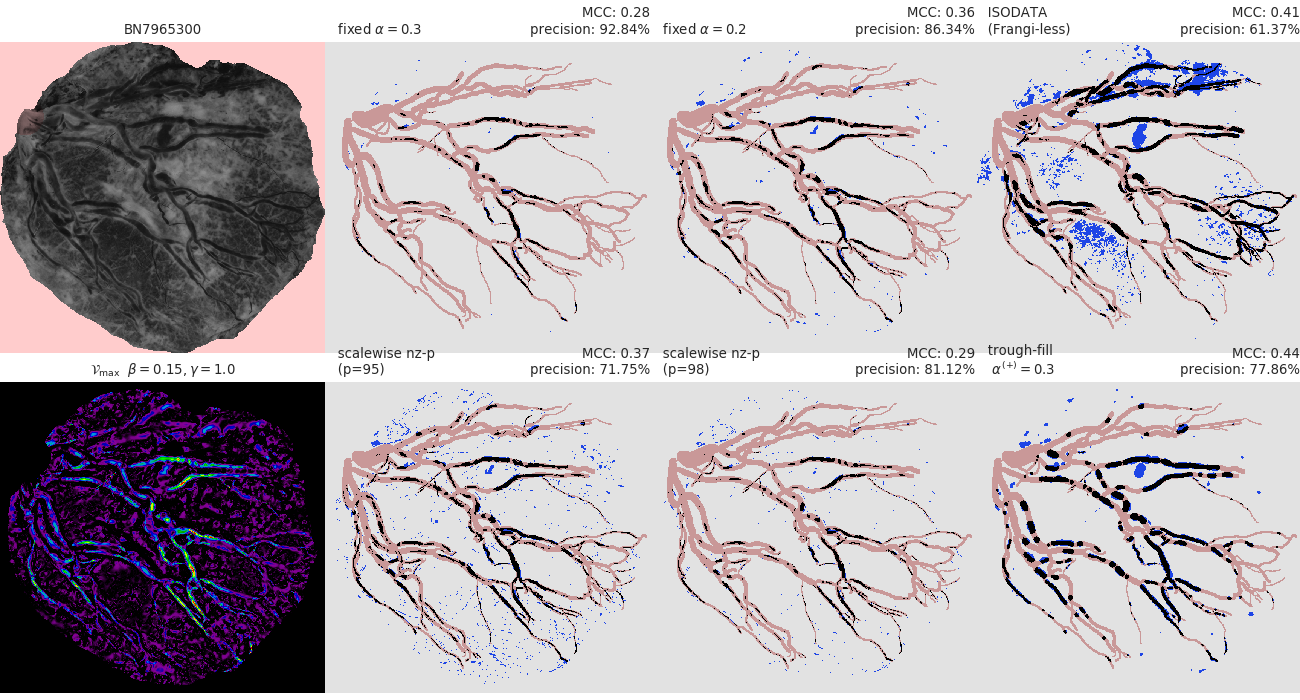 BN7965300
fixed α = 0.3
MCC: 0.28
precision: 92.84%
fixed α = 0.2
MCC: 0.36
precision: 86.34%
ISODATA
(Frangi-less)
MCC: 0.41
precision: 61.37%
𝒱max β = 0.15, γ = 1.0
scalewise nz-p
(p=95)
MCC: 0.37
precision: 71.75%
scalewise nz-p
(p=98)
MCC: 0.29
precision: 81.12%
trough-fill
α(+) = 0.3
MCC: 0.44
precision: 77.86%